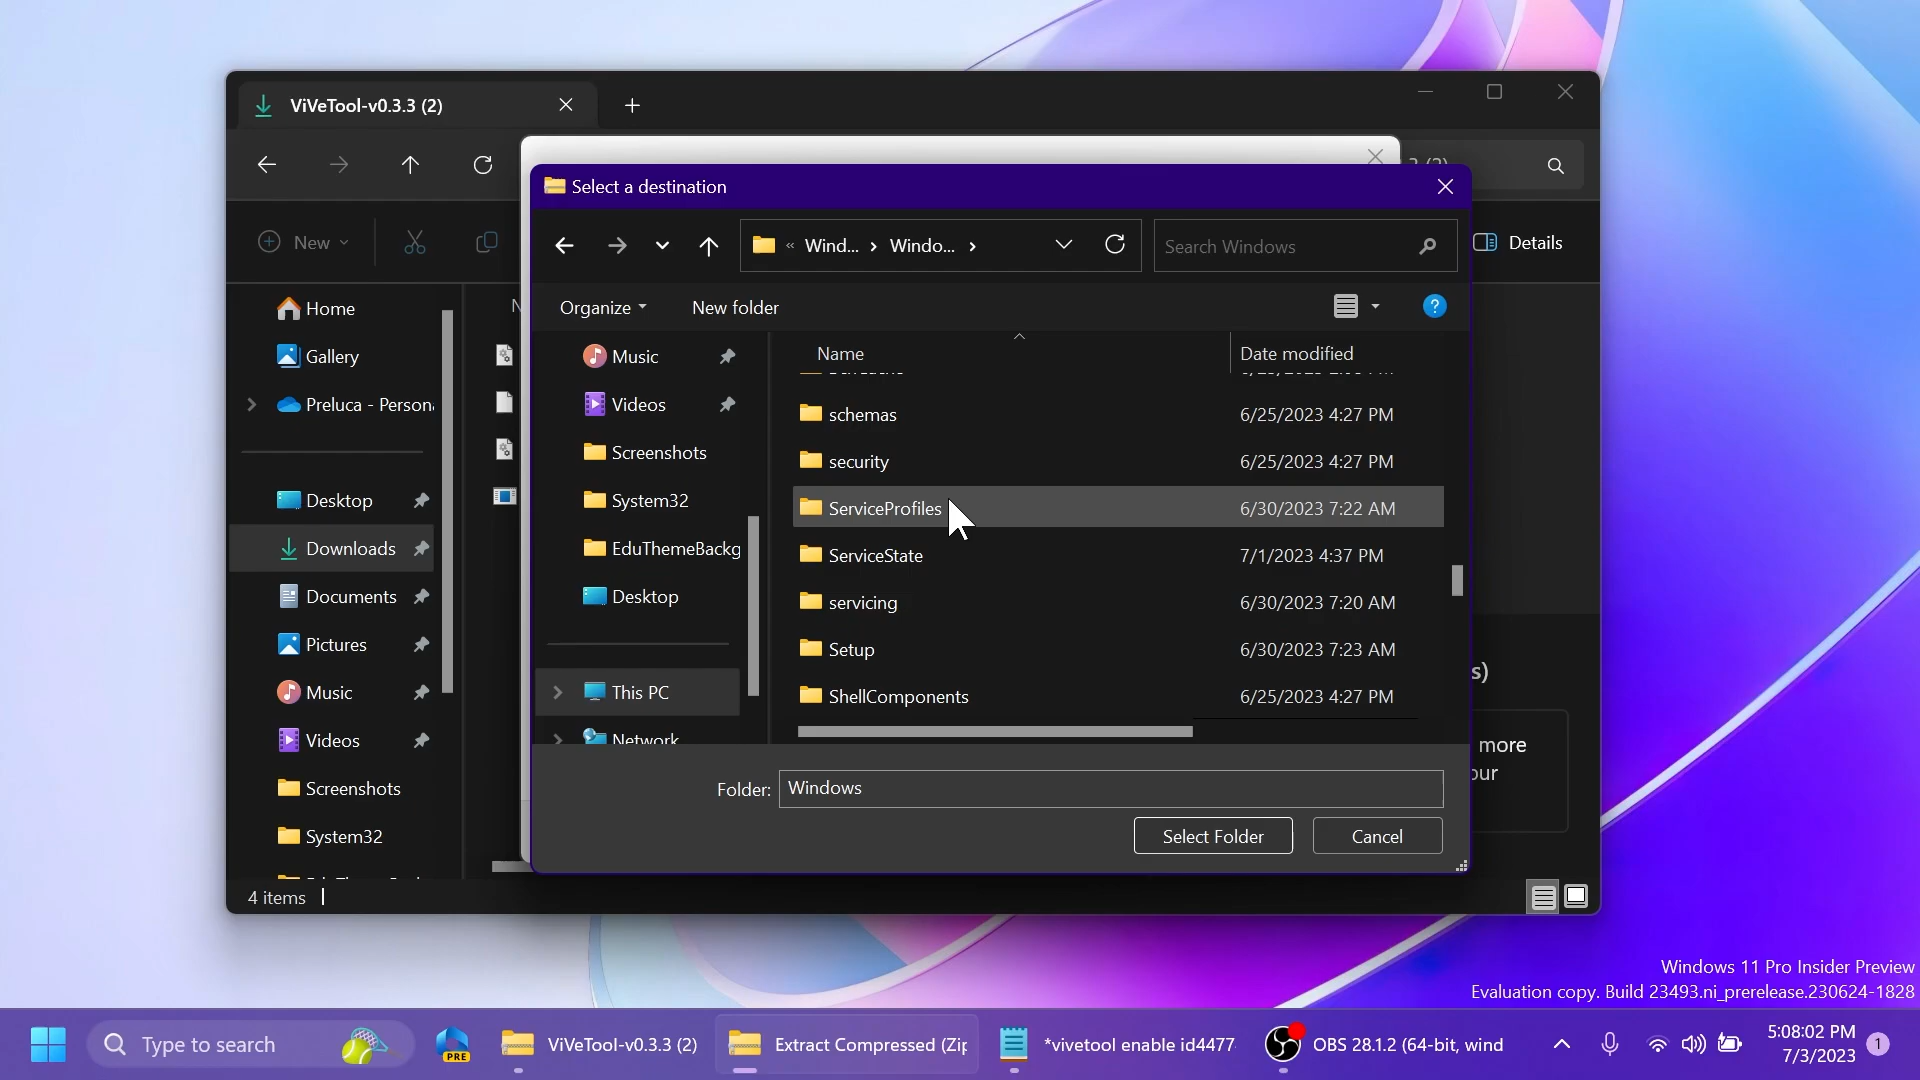 ViVeTool-v0.3.3 (2)
Select a destination
Wind... › Windo... ›
Search Windows
New
Details
Organize
New folder
Home
Gallery
Preluca - Person
Desktop
Downloads
Documents
Pictures
Music
Videos
Screenshots
System32
4 items
Music
Videos
Screenshots
System32
EduThemeBackg
Desktop
This PC
Network
Name
Date modified
schemas 6/25/2023 4:27 PM
security 6/25/2023 4:27 PM
ServiceProfiles 6/30/2023 7:22 AM
ServiceState 7/1/2023 4:37 PM
servicing 6/30/2023 7:20 AM
Setup 6/30/2023 7:23 AM
ShellComponents 6/25/2023 4:27 PM
s)
more
our
Folder: Windows
Select Folder
Cancel
Windows 11 Pro Insider Preview
Evaluation copy. Build 23493.ni_prerelease.230624-1828
Type to search
PRE
ViVeTool-v0.3.3 (2)
Extract Compressed (Zip
*vivetool enable id4477
OBS 28.1.2 (64-bit, wind
5:08:02 PM
7/3/2023
1